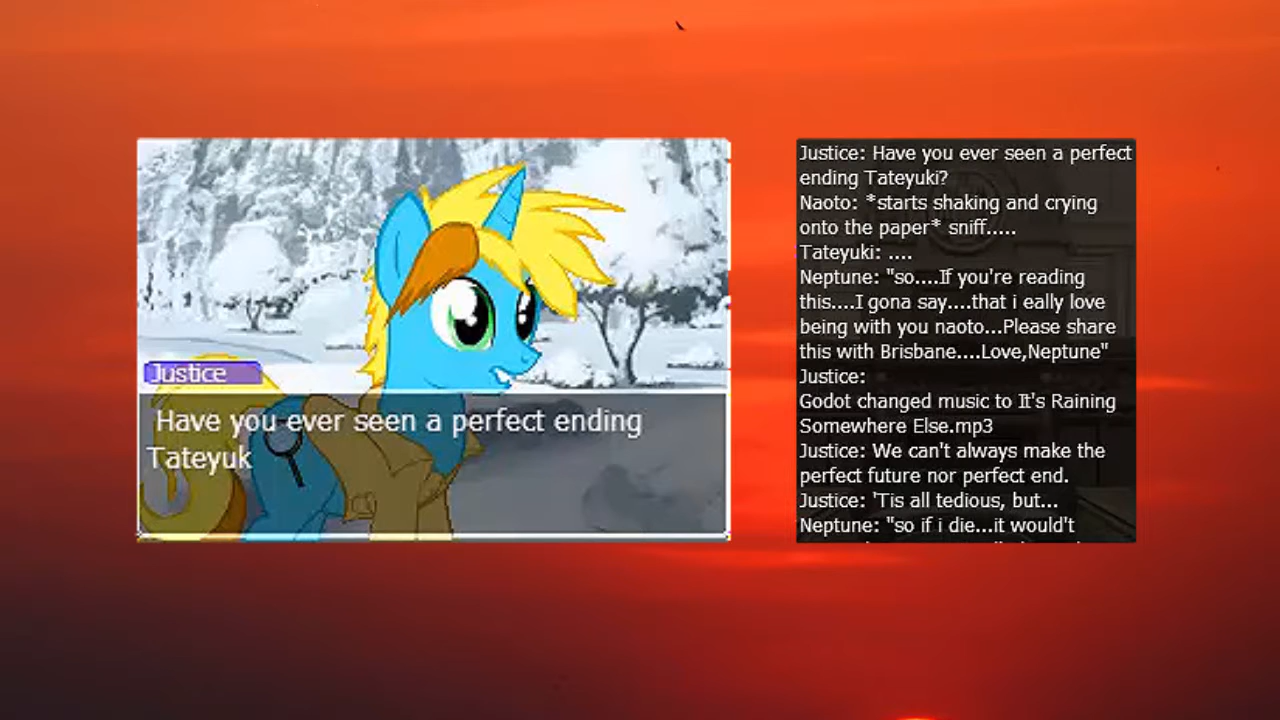 Justice
Have you ever seen a perfect ending
Tateyuk
Justice: Have you ever seen a perfect
ending Tateyuki?
Naoto: *starts shaking and crying
onto the paper* sniff.....
Tateyuki: ....
Neptune: "so....If you're reading
this....I gona say....that i eally love
being with you naoto...Please share
this with Brisbane....Love,Neptune"
Justice:
Godot changed music to It's Raining
Somewhere Else.mp3
Justice: We can't always make the
perfect future nor perfect end.
Justice: 'Tis all tedious, but...
Neptune: "so if i die...it would't